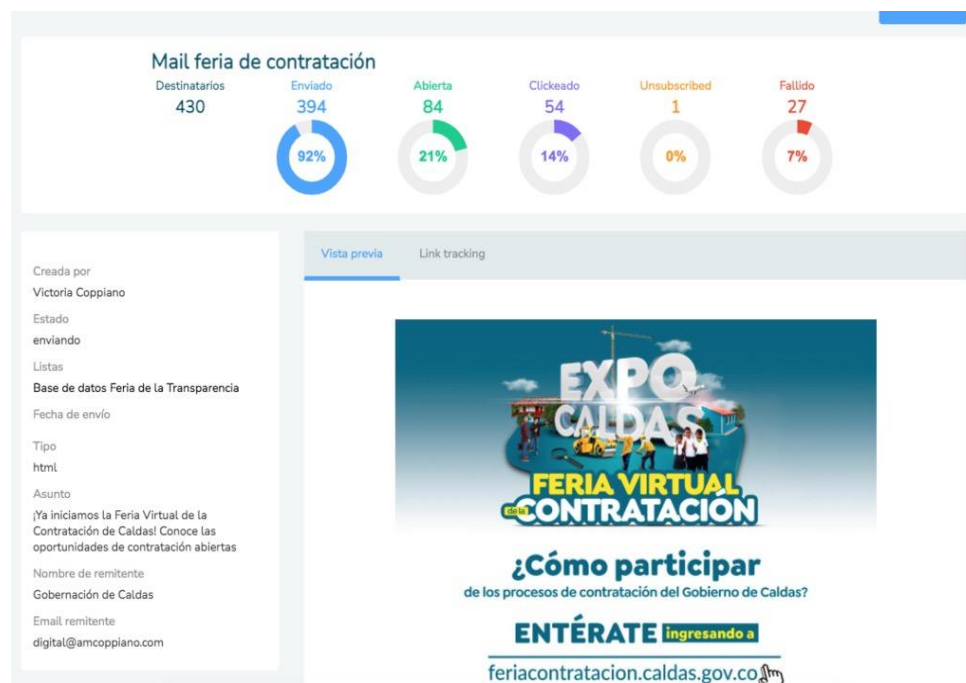 Mail feria de contratación
Destinatarios Enviado Abierta Clickeado Unsubscribed Fallido
430 394 84 54 1 27
92% 21% 14% 0% 7%
Vista previa Link tracking
Creada por
Victoria Coppiano
Estado
enviando
Listas
Base de datos Feria de la Transparencia
Fecha de envío
Tipo
html
Asunto
¡Ya iniciamos la Feria Virtual de la
Contratación de Caldas! Conoce las
oportunidades de contratación abiertas
Nombre de remitente
Gobernación de Caldas
Email remitente
digital@amcoppiano.com
EXPO
CALDAS
FERIA VIRTUAL
de la CONTRATACIÓN
¿Cómo participar
de los procesos de contratación del Gobierno de Caldas?
ENTÉRATE ingresando a
feriacontratacion.caldas.gov.co